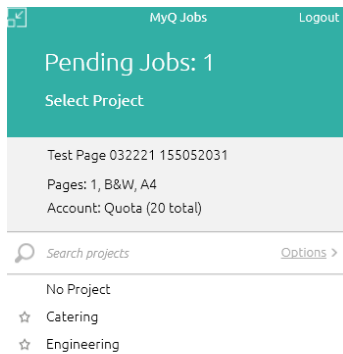 MyQ Jobs Logout
Pending Jobs: 1
Select Project
Test Page 032221 155052031
Pages: 1, B&W, A4
Account: Quota (20 total)
Search projects Options >
No Project
Catering
Engineering